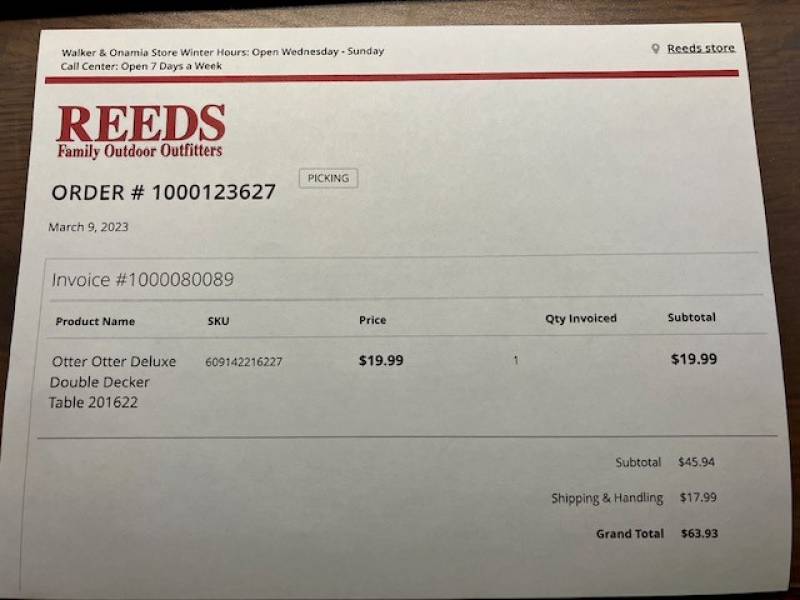 Walker & Onamia Store Winter Hours: Open Wednesday - Sunday
Call Center: Open 7 Days a Week
Reeds store
REEDS
Family Outdoor Outfitters
ORDER # 1000123627
PICKING
March 9, 2023
Invoice #1000080089
Product Name SKU Price Qty Invoiced Subtotal
Otter Otter Deluxe 609142216227 $19.99 1 $19.99
Double Decker
Table 201622
Subtotal $45.94
Shipping & Handling $17.99
Grand Total $63.93